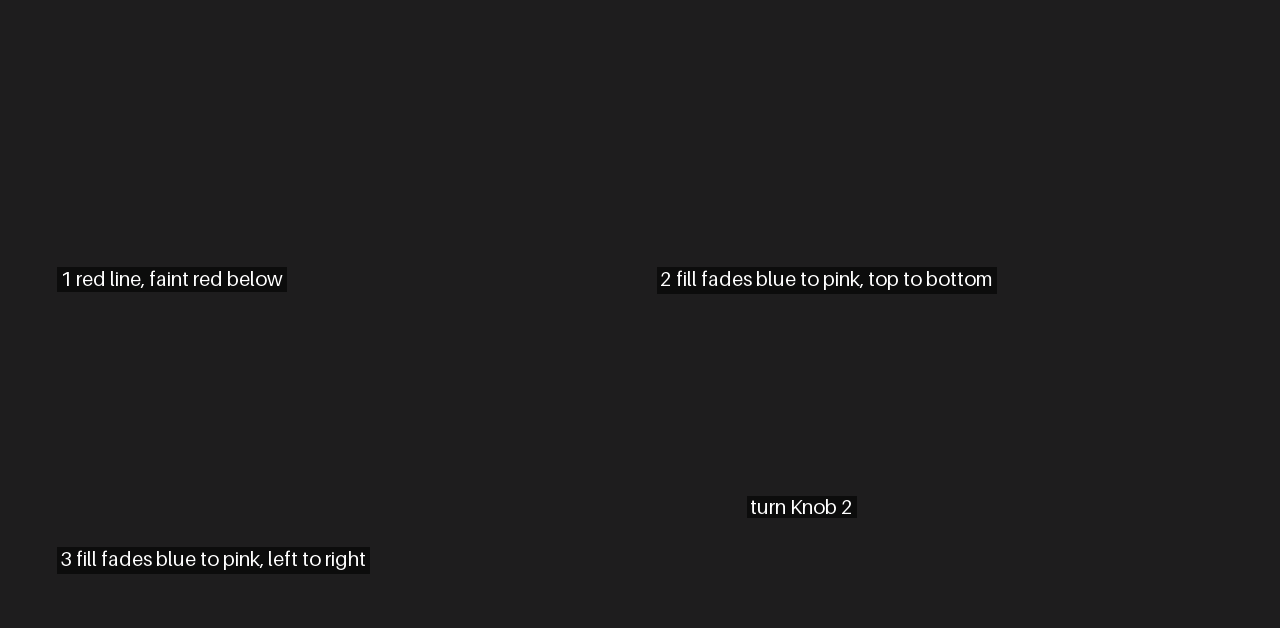 1 red line, faint red below
2 fill fades blue to pink, top to bottom
turn Knob 2
3 fill fades blue to pink, left to right